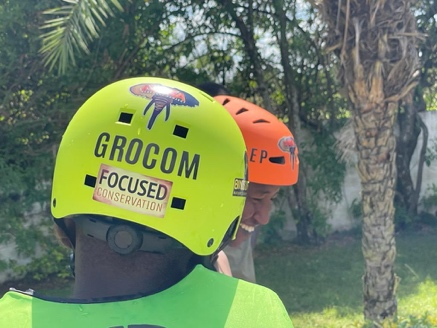 GROCOM
FOCUSED
CONSERVATION
EP